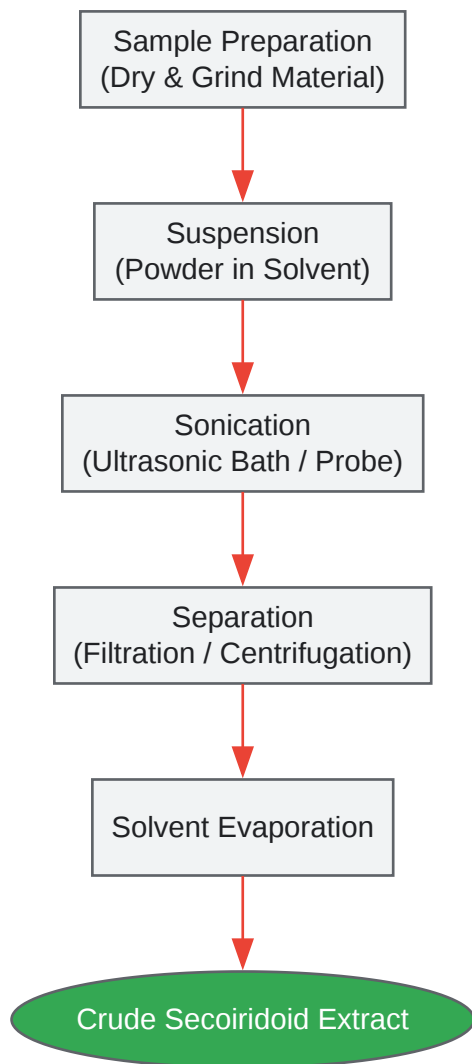 Sample Preparation
(Dry & Grind Material)
Suspension
(Powder in Solvent)
Sonication
(Ultrasonic Bath / Probe)
Separation
(Filtration / Centrifugation)
Solvent Evaporation
Crude Secoiridoid Extract